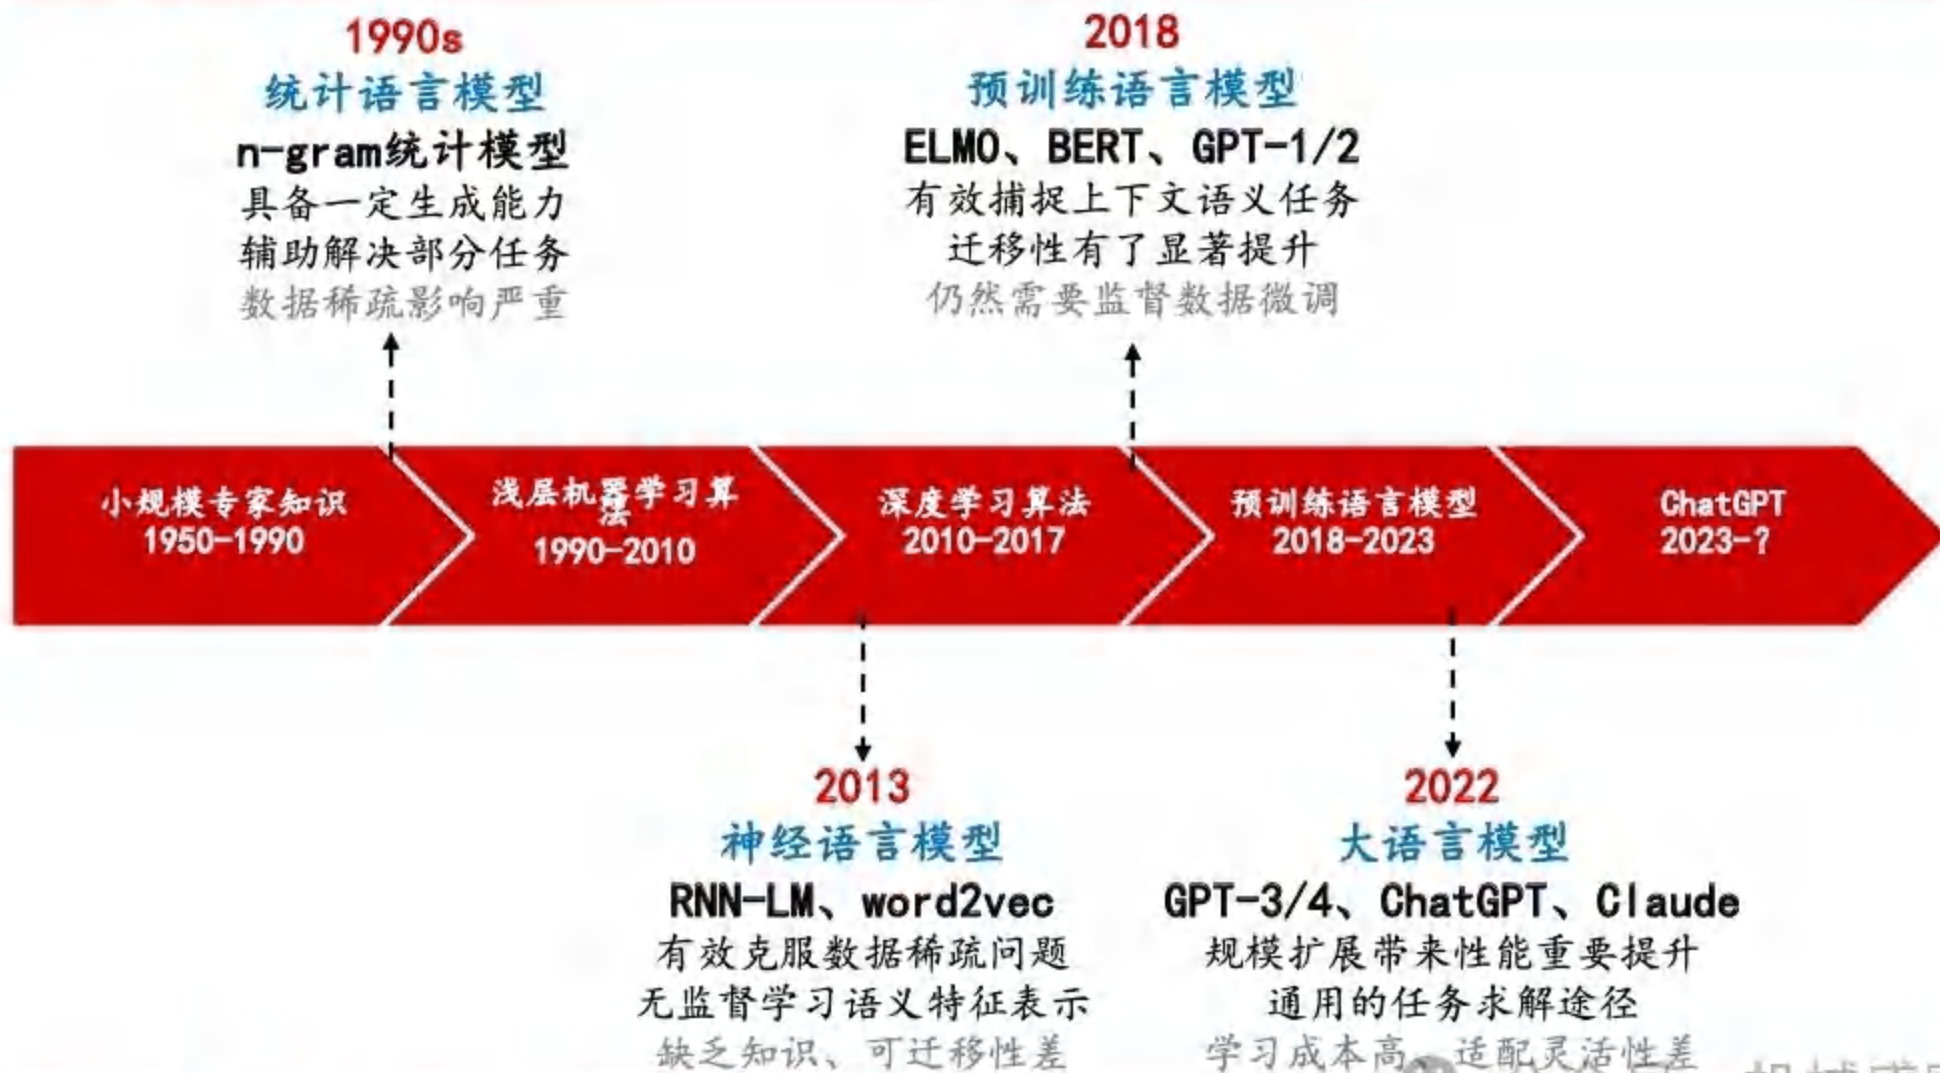 1990s
统计语言模型
n-gram统计模型
具备一定生成能力
辅助解决部分任务
数据稀疏影响严重
2018
预训练语言模型
ELMO、BERT、GPT-1/2
有效捕捉上下文语义任务
迁移性有了显著提升
仍然需要监督数据微调
小规模专家知识
1950-1990
浅层机器学习算
法
1990-2010
深度学习算法
2010-2017
预训练语言模型
2018-2023
ChatGPT
2023-?
2013
神经语言模型
RNN-LM、word2vec
有效克服数据稀疏问题
无监督学习语义特征表示
缺乏知识、可迁移性差
2022
大语言模型
GPT-3/4、ChatGPT、Claude
规模扩展带来性能重要提升
通用的任务求解途径
学习成本高 适配灵活性差